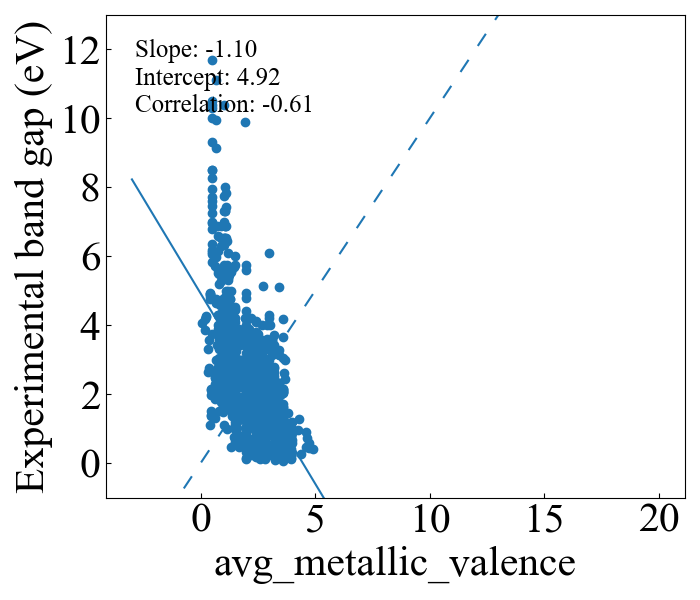 Slope: -1.10
Intercept: 4.92
Correlation: -0.61
Experimental band gap (eV)
12
10
8
6
4
2
0
0 5 10 15 20
avg_metallic_valence